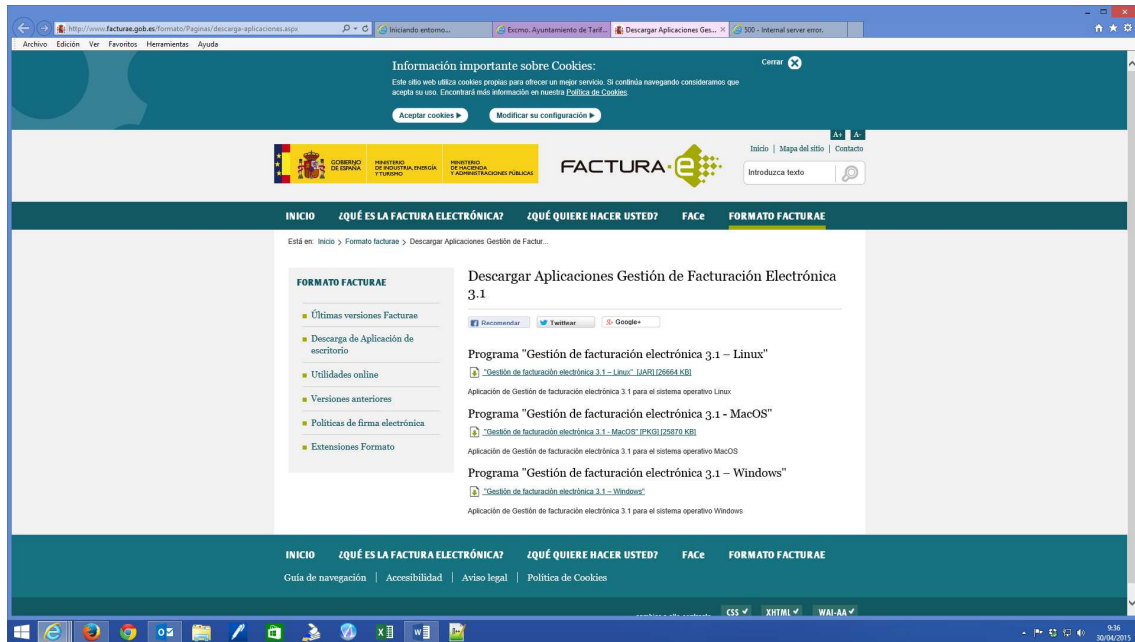 http://www.facturae.gob.es/formato/Paginas/descarga-aplicaciones.aspx
Iniciando entorno...
Excmo. Ayuntamiento de Tarif...
Descargar Aplicaciones Ges...
500 - Internal server error.
Archivo Edición Ver Favoritos Herramientas Ayuda
Información importante sobre Cookies:
Cerrar
Este sitio web utiliza cookies propias para ofrecer un mejor servicio. Si continúa navegando consideramos que
acepta su uso. Encontrará más información en nuestra Política de Cookies.
Aceptar cookies
Modificar su configuración
A+ A-
Inicio | Mapa del sitio | Contacto
GOBIERNO
DE ESPAÑA
MINISTERIO
DE INDUSTRIA, ENERGÍA
Y TURISMO
MINISTERIO
DE HACIENDA
Y ADMINISTRACIONES PÚBLICAS
FACTURA·e
Introduzca texto
INICIO ¿QUÉ ES LA FACTURA ELECTRÓNICA? ¿QUÉ QUIERE HACER USTED? FACe FORMATO FACTURAE
Está en: Inicio > Formato facturae > Descargar Aplicaciones Gestión de Factur...
FORMATO FACTURAE
Últimas versiones Facturae
Descarga de Aplicación de
escritorio
Utilidades online
Versiones anteriores
Políticas de firma electrónica
Extensiones Formato
Descargar Aplicaciones Gestión de Facturación Electrónica
3.1
Recomendar
Twittear
Google+
Programa "Gestión de facturación electrónica 3.1 – Linux"
"Gestión de facturación electrónica 3.1 – Linux" [JAR] [26664 KB]
Aplicación de Gestión de facturación electrónica 3.1 para el sistema operativo Linux
Programa "Gestión de facturación electrónica 3.1 - MacOS"
"Gestión de facturación electrónica 3.1 - MacOS" [PKG] [25870 KB]
Aplicación de Gestión de facturación electrónica 3.1 para el sistema operativo MacOS
Programa "Gestión de facturación electrónica 3.1 – Windows"
"Gestión de facturación electrónica 3.1 – Windows"
Aplicación de Gestión de facturación electrónica 3.1 para el sistema operativo Windows
INICIO ¿QUÉ ES LA FACTURA ELECTRÓNICA? ¿QUÉ QUIERE HACER USTED? FACe FORMATO FACTURAE
Guía de navegación | Accesibilidad | Aviso legal | Política de Cookies
CSS XHTML WAI-AA
9:36
30/04/2015